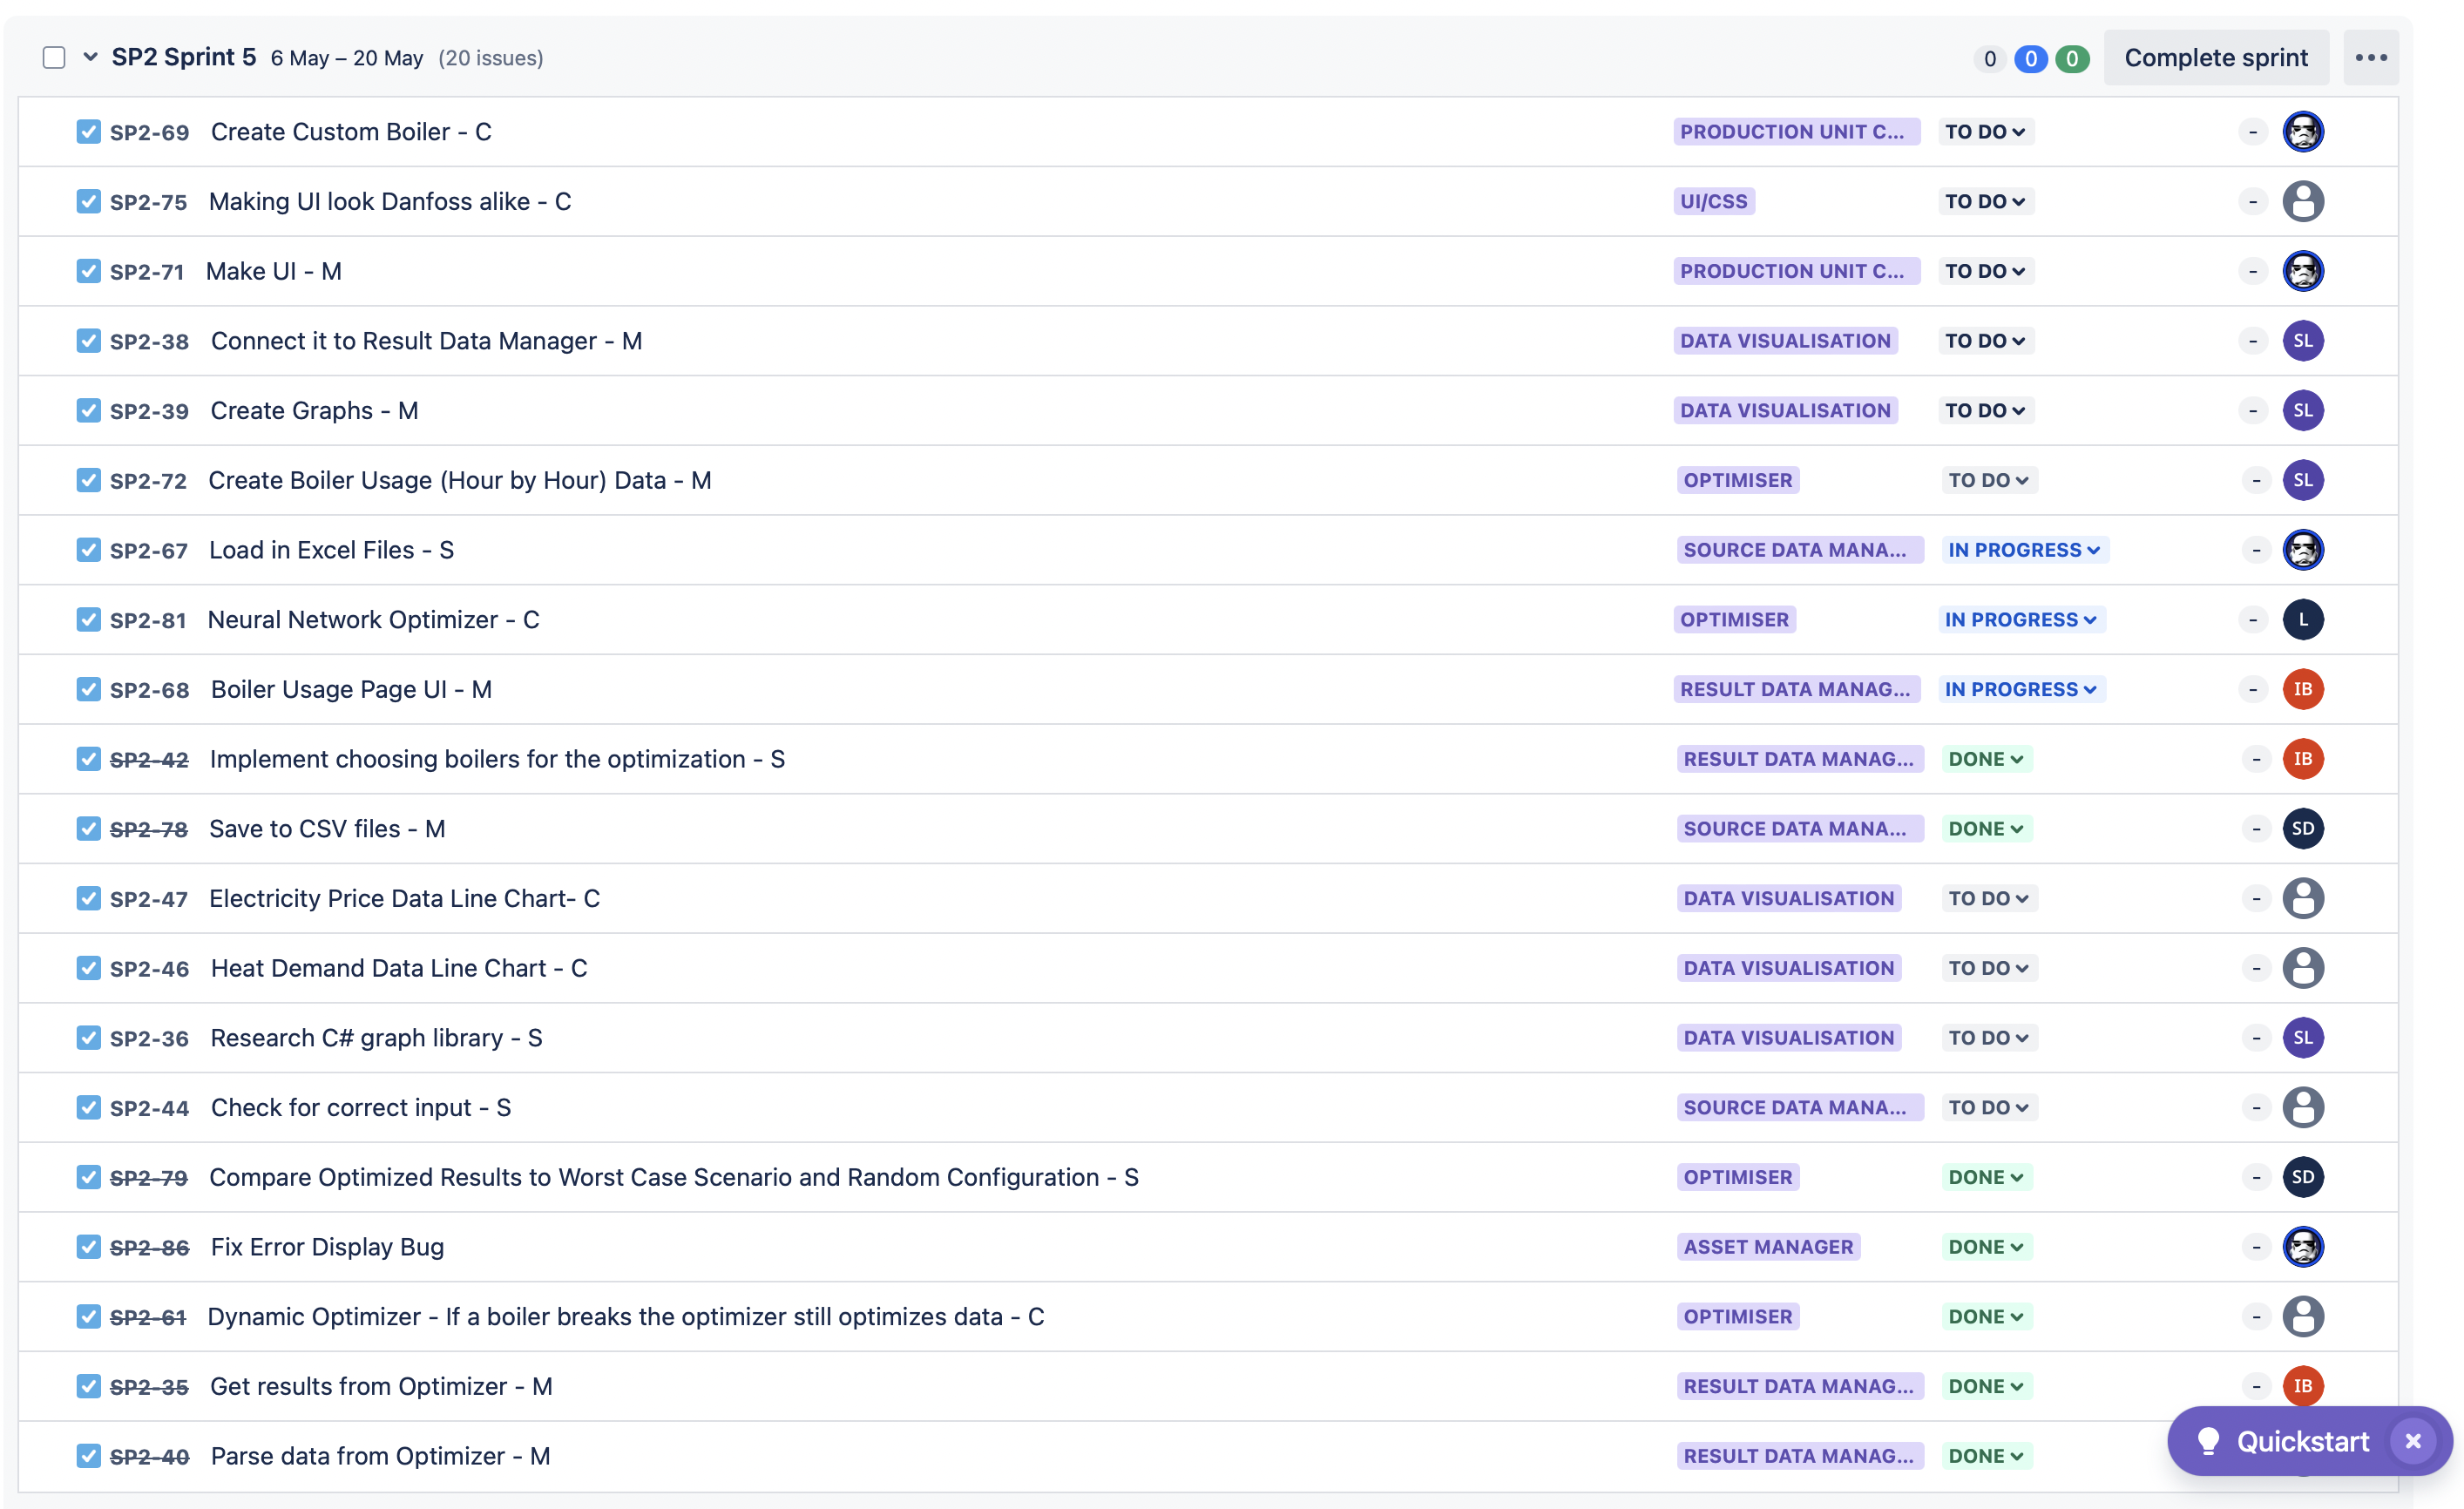 SP2 Sprint 5 6 May – 20 May (20 issues) 0 0 0 Complete sprint
SP2-69 Create Custom Boiler - C PRODUCTION UNIT C... TO DO -
SP2-75 Making UI look Danfoss alike - C UI/CSS TO DO -
SP2-71 Make UI - M PRODUCTION UNIT C... TO DO -
SP2-38 Connect it to Result Data Manager - M DATA VISUALISATION TO DO - SL
SP2-39 Create Graphs - M DATA VISUALISATION TO DO - SL
SP2-72 Create Boiler Usage (Hour by Hour) Data - M OPTIMISER TO DO - SL
SP2-67 Load in Excel Files - S SOURCE DATA MANA... IN PROGRESS -
SP2-81 Neural Network Optimizer - C OPTIMISER IN PROGRESS - L
SP2-68 Boiler Usage Page UI - M RESULT DATA MANAG... IN PROGRESS - IB
SP2-42 Implement choosing boilers for the optimization - S RESULT DATA MANAG... DONE - IB
SP2-78 Save to CSV files - M SOURCE DATA MANA... DONE - SD
SP2-47 Electricity Price Data Line Chart- C DATA VISUALISATION TO DO -
SP2-46 Heat Demand Data Line Chart - C DATA VISUALISATION TO DO -
SP2-36 Research C# graph library - S DATA VISUALISATION TO DO - SL
SP2-44 Check for correct input - S SOURCE DATA MANA... TO DO -
SP2-79 Compare Optimized Results to Worst Case Scenario and Random Configuration - S OPTIMISER DONE - SD
SP2-86 Fix Error Display Bug ASSET MANAGER DONE -
SP2-61 Dynamic Optimizer - If a boiler breaks the optimizer still optimizes data - C OPTIMISER DONE -
SP2-35 Get results from Optimizer - M RESULT DATA MANAG... DONE - IB
SP2-40 Parse data from Optimizer - M RESULT DATA MANAG... DONE
Quickstart